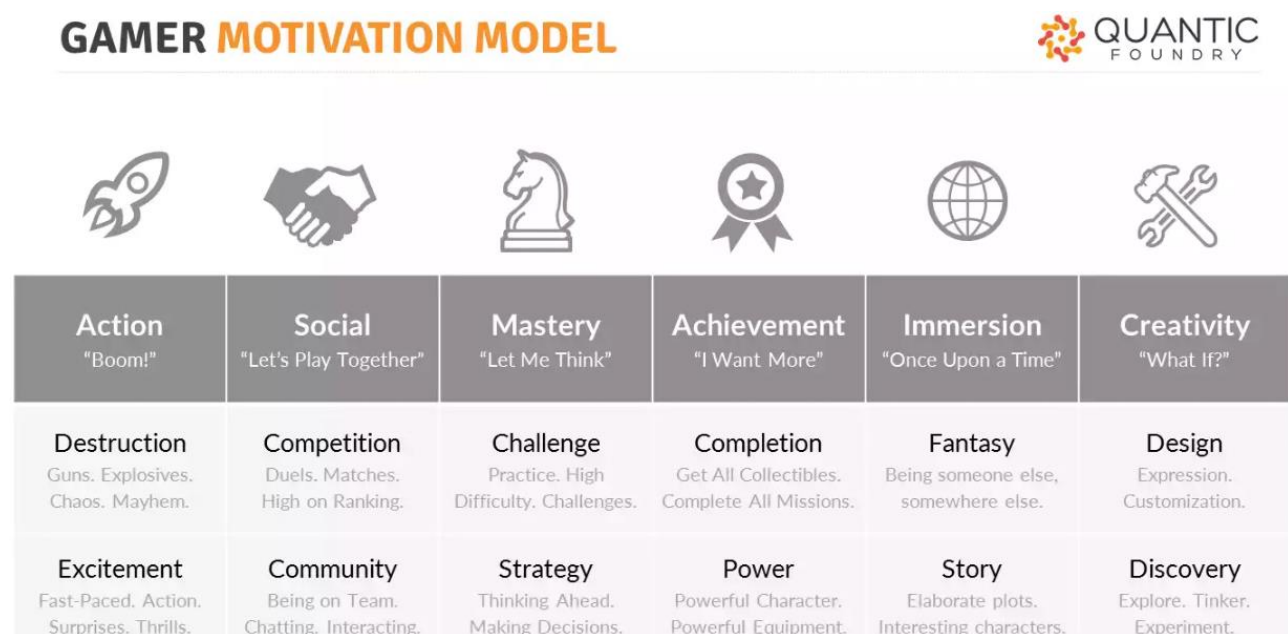 GAMER MOTIVATION MODEL
QUANTIC
FOUNDRY
Action
“Boom!”
Social
“Let’s Play Together”
Mastery
“Let Me Think”
Achievement
“I Want More”
Immersion
“Once Upon a Time”
Creativity
“What If?”
Destruction
Guns. Explosives.
Chaos. Mayhem.
Competition
Duels. Matches.
High on Ranking.
Challenge
Practice. High
Difficulty. Challenges.
Completion
Get All Collectibles.
Complete All Missions.
Fantasy
Being someone else,
somewhere else.
Design
Expression.
Customization.
Excitement
Fast-Paced. Action.
Surprises. Thrills.
Community
Being on Team.
Chatting. Interacting.
Strategy
Thinking Ahead.
Making Decisions.
Power
Powerful Character.
Powerful Equipment.
Story
Elaborate plots.
Interesting characters.
Discovery
Explore. Tinker.
Experiment.